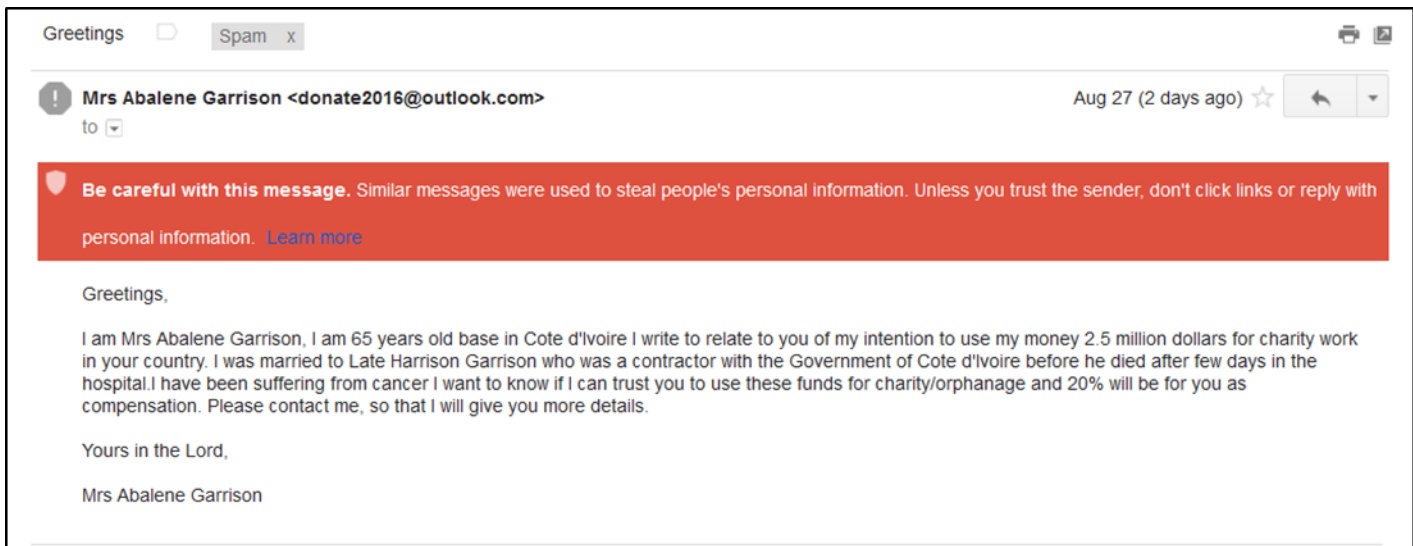 Greetings
Spam x
Mrs Abalene Garrison <donate2016@outlook.com>
Aug 27 (2 days ago)
to
Be careful with this message. Similar messages were used to steal people's personal information. Unless you trust the sender, don't click links or reply with
personal information. Learn more
Greetings,
I am Mrs Abalene Garrison, I am 65 years old base in Cote d'Ivoire I write to relate to you of my intention to use my money 2.5 million dollars for charity work
in your country. I was married to Late Harrison Garrison who was a contractor with the Government of Cote d'Ivoire before he died after few days in the
hospital.I have been suffering from cancer I want to know if I can trust you to use these funds for charity/orphanage and 20% will be for you as
compensation. Please contact me, so that I will give you more details.
Yours in the Lord,
Mrs Abalene Garrison